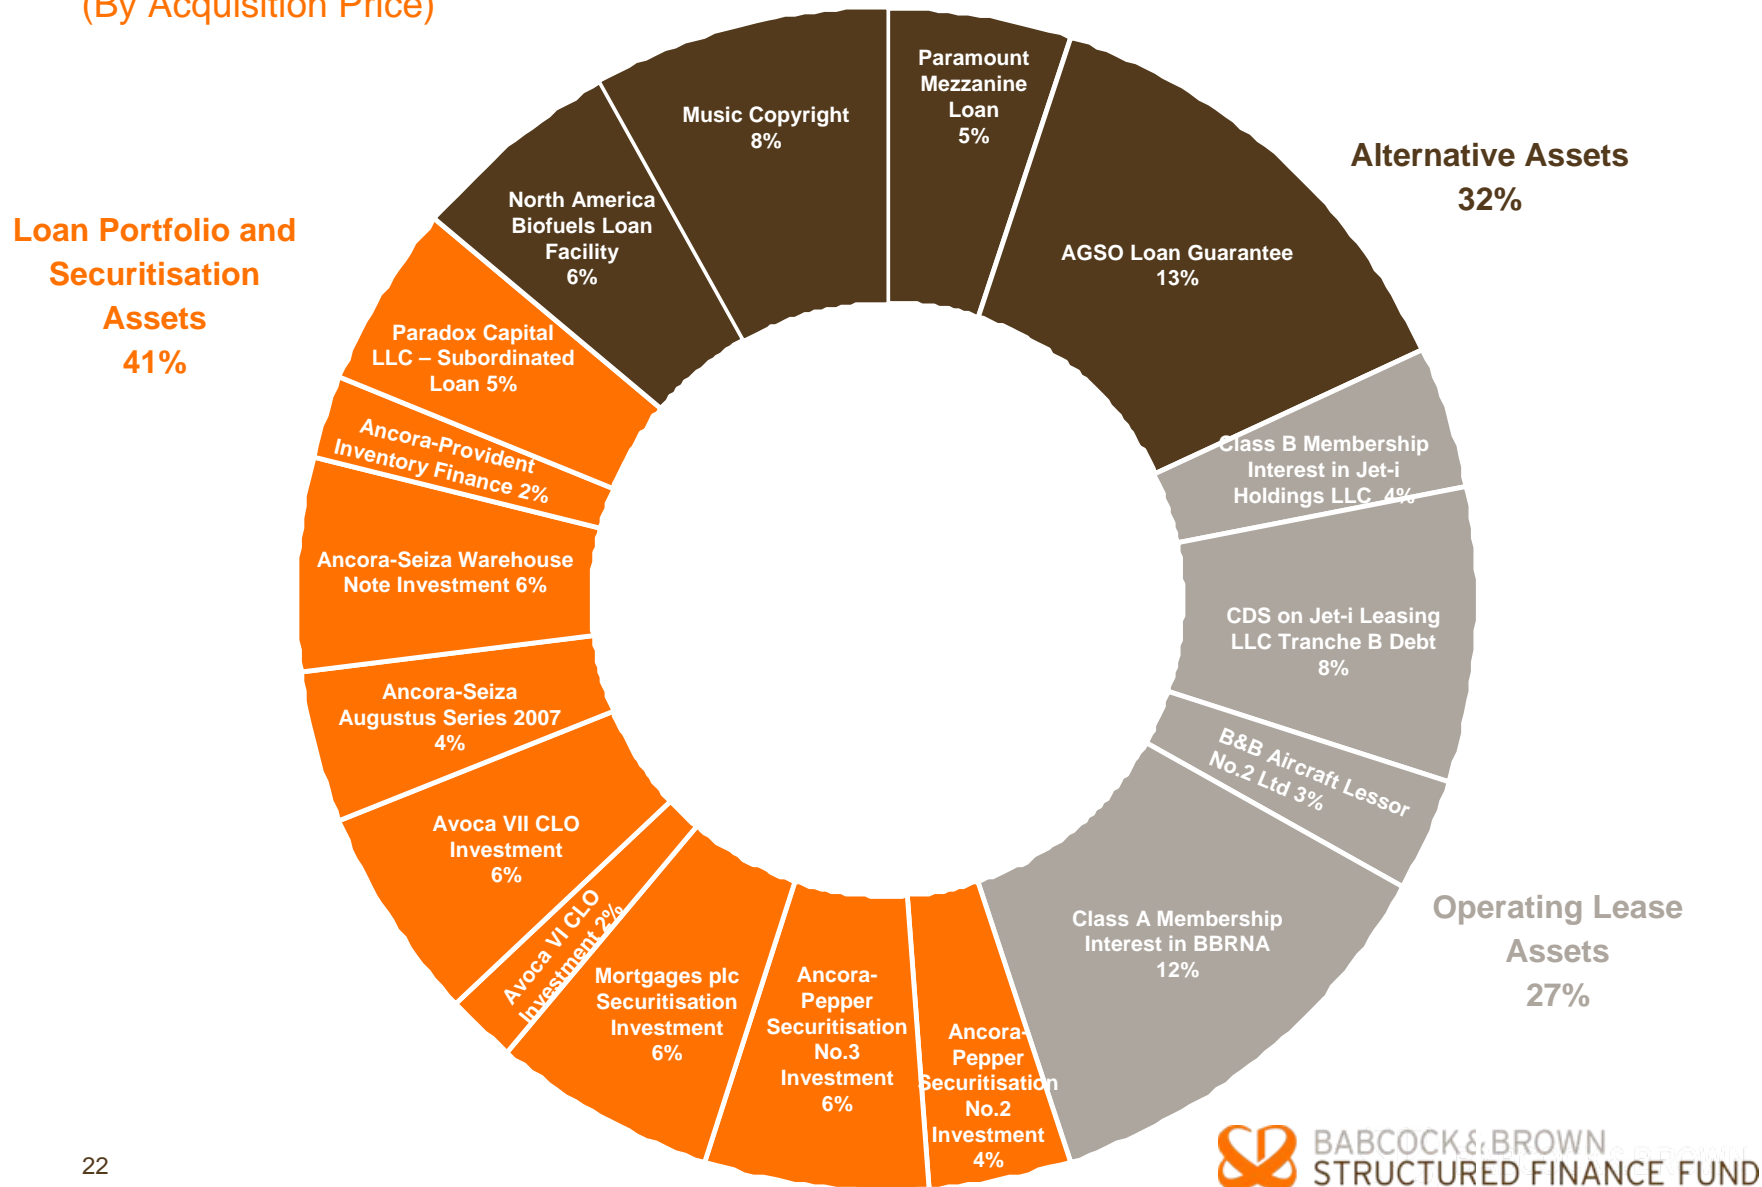 (By Acquisition Price)
Paramount
Mezzanine
Loan
5%
AGSO Loan Guarantee
13%
Alternative Assets
32%
Class B Membership
Interest in Jet-i
Holdings LLC 4%
CDS on Jet-i Leasing
LLC Tranche B Debt
8%
B&B Aircraft Lessor
No.2 Ltd 3%
Class A Membership
Interest in BBRNA
12%
Operating Lease
Assets
27%
Ancora-
Pepper
Securitisation
No.2
Investment
4%
Ancora-
Pepper
Securitisation
No.3
Investment
6%
Mortgages plc
Securitisation
Investment
6%
Avoca VI CLO
Investment 2%
Avoca VII CLO
Investment
6%
Ancora-Seiza
Augustus Series 2007
4%
Ancora-Seiza Warehouse
Note Investment 6%
Ancora-Provident
Inventory Finance 2%
Paradox Capital
LLC – Subordinated
Loan 5%
Loan Portfolio and
Securitisation
Assets
41%
North America
Biofuels Loan
Facility
6%
Music Copyright
8%
22
BABCOCK & BROWN
STRUCTURED FINANCE FUND